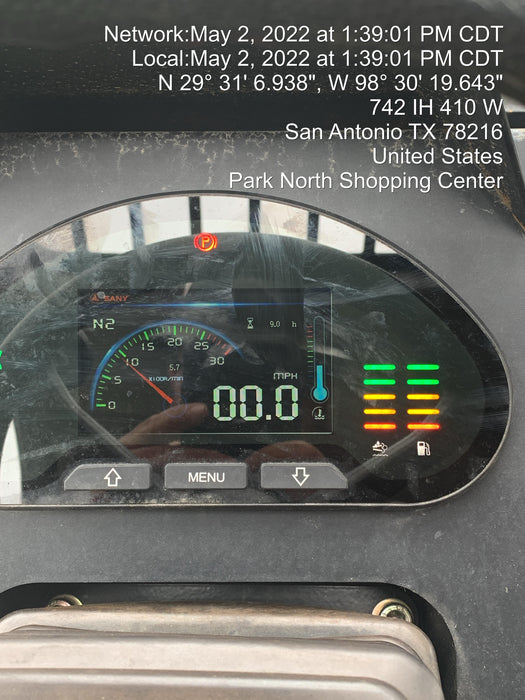 Network:May 2, 2022 at 1:39:01 PM CDT
Local:May 2, 2022 at 1:39:01 PM CDT
N 29° 31' 6.938", W 98° 30' 19.643"
742 IH 410 W
San Antonio TX 78216
United States
Park North Shopping Center
P
SANY
N2
9.0 h
0 5 10 15 20 25 30
5.7
X100R/MIN
MPH
00.0
MENU